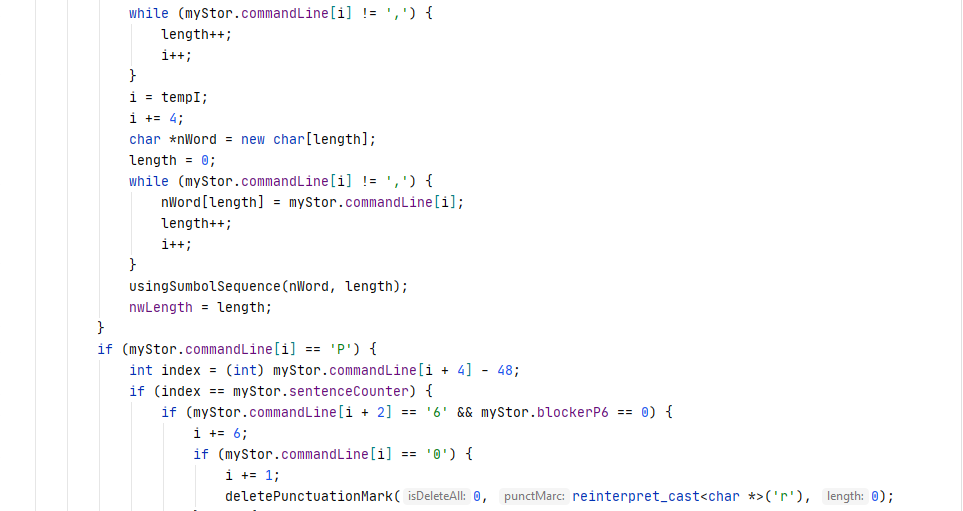 while (myStor.commandLine[i] != ',') {
length++;
i++;
}
i = tempI;
i += 4;
char *nWord = new char[length];
length = 0;
while (myStor.commandLine[i] != ',') {
nWord[length] = myStor.commandLine[i];
length++;
i++;
}
usingSumbolSequence(nWord, length);
nwLength = length;
}
if (myStor.commandLine[i] == 'P') {
int index = (int) myStor.commandLine[i + 4] - 48;
if (index == myStor.sentenceCounter) {
if (myStor.commandLine[i + 2] == '6' && myStor.blockerP6 == 0) {
i += 6;
if (myStor.commandLine[i] == '0') {
i += 1;
deletePunctuationMark( isDeleteAll: 0, punctMarc: reinterpret_cast<char *>('r'), length: 0);